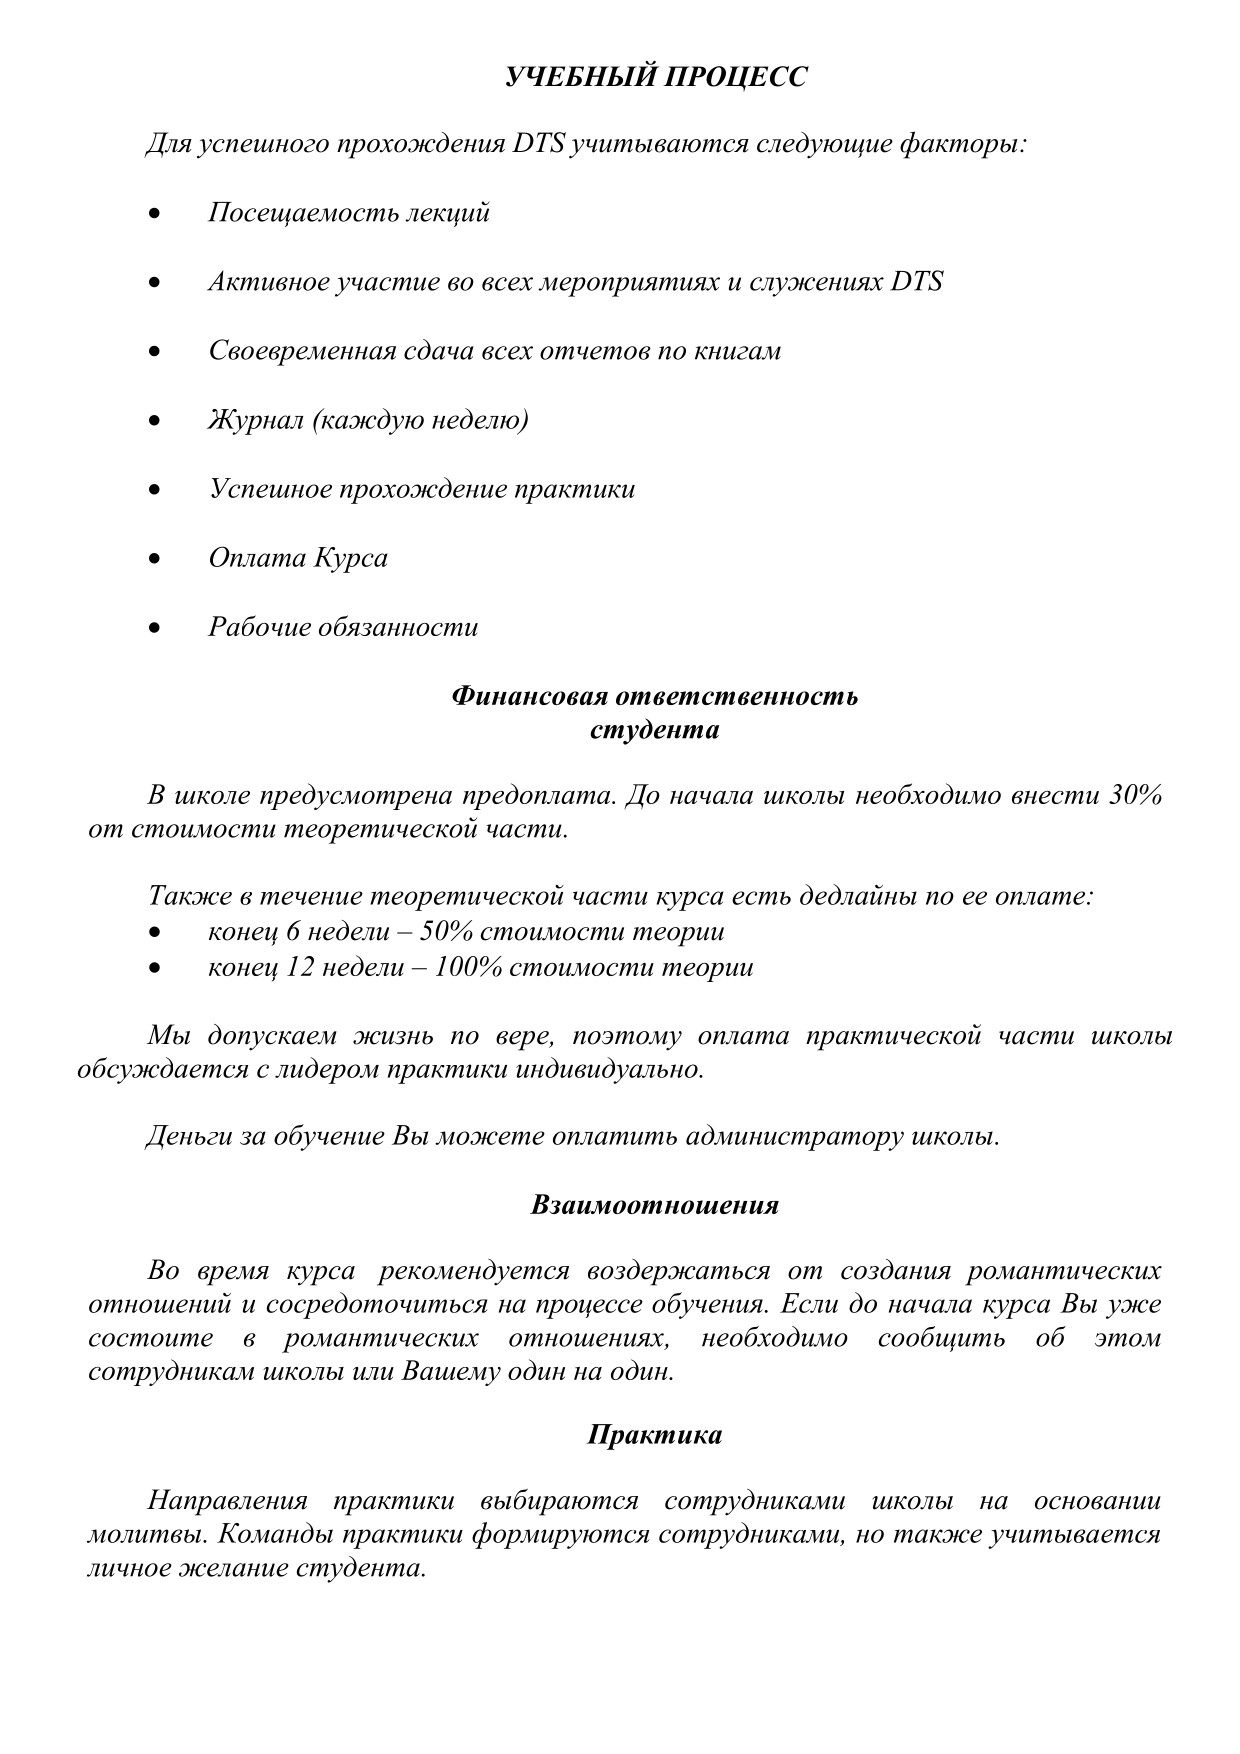 УЧЕБНЫЙ ПРОЦЕСС
Для успешного прохождения DTS учитываются следующие факторы:
• Посещаемость лекций
• Активное участие во всех мероприятиях и служениях DTS
• Своевременная сдача всех отчетов по книгам
• Журнал (каждую неделю)
• Успешное прохождение практики
• Оплата Курса
• Рабочие обязанности
Финансовая ответственность
студента
В школе предусмотрена предоплата. До начала школы необходимо внести 30%
от стоимости теоретической части.
Также в течение теоретической части курса есть дедлайны по ее оплате:
• конец 6 недели – 50% стоимости теории
• конец 12 недели – 100% стоимости теории
Мы допускаем жизнь по вере, поэтому оплата практической части школы
обсуждается с лидером практики индивидуально.
Деньги за обучение Вы можете оплатить администратору школы.
Взаимоотношения
Во время курса рекомендуется воздержаться от создания романтических
отношений и сосредоточиться на процессе обучения. Если до начала курса Вы уже
состоите в романтических отношениях, необходимо сообщить об этом
сотрудникам школы или Вашему один на один.
Практика
Направления практики выбираются сотрудниками школы на основании
молитвы. Команды практики формируются сотрудниками, но также учитывается
личное желание студента.